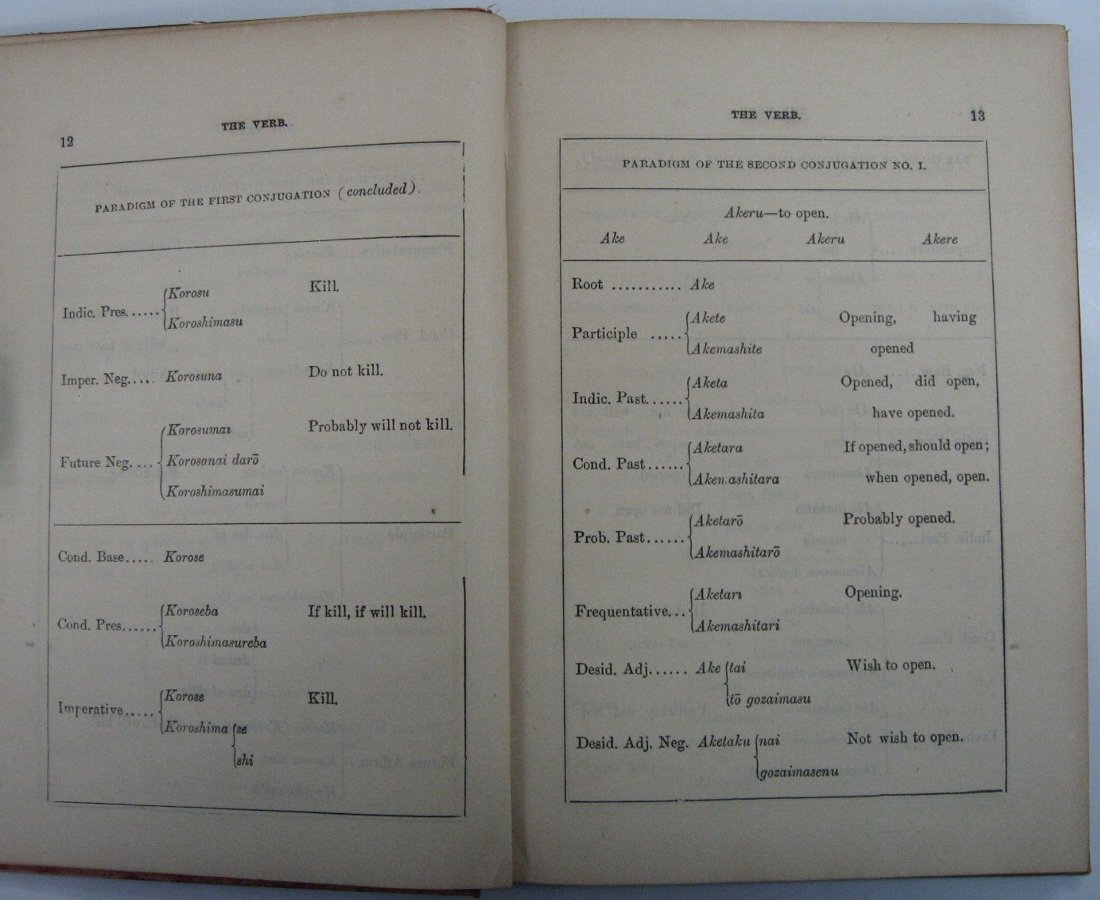 12
THE VERB.
PARADIGM OF THE FIRST CONJUGATION (concluded).
Indic. Pres...... Korosu Kill.
Koroshimasu
Imper. Neg.... Korosuna Do not kill.
Korosumai Probably will not kill.
Future Neg.... Korosanai darō
Koroshimasumai
Cond. Base..... Korose
Koroseba If kill, if will kill.
Cond. Pres......
Koroshimasureba
Korose Kill.
Imperative.....
Koroshima se
shi
THE VERB. 13
PARADIGM OF THE SECOND CONJUGATION NO. I.
Akeru—to open.
Ake Ake Akeru Akere
Root ........... Ake
Akete Opening, having
Participle .....
Akemashite opened
Aketa Opened, did open,
Indic. Past......
Akemashita have opened.
Aketara If opened, should open;
Cond. Past......
Akemashitara when opened, open.
Aketarō Probably opened.
Prob. Past......
Akemashitarō
Aketari Opening.
Frequentative...
Akemashitari
Desid. Adj...... Ake tai Wish to open.
tō gozaimasu
Desid. Adj. Neg. Aketaku nai Not wish to open.
gozaimasenu